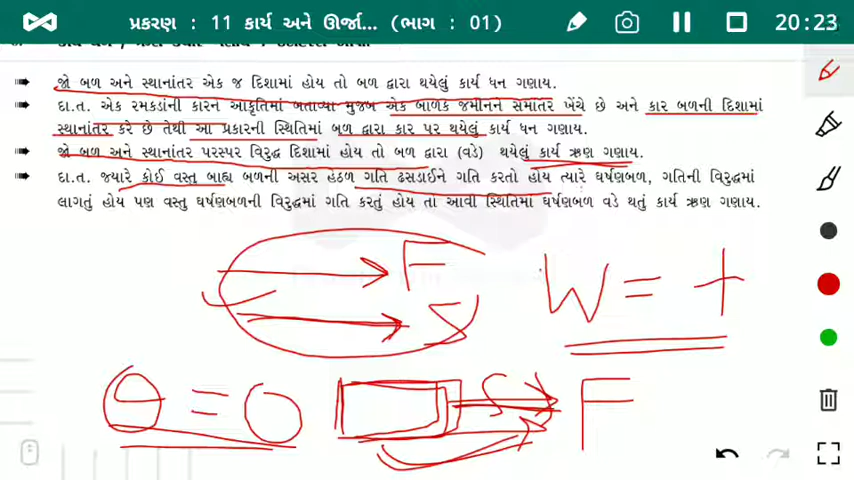 પ્રકરણ : 11 કાર્ય અને ઊર્જા... (ભાગ : 01)
20:23
જો બળ અને સ્થાનાંતર એક જ દિશામાં હોય તો બળ દ્વારા થયેલું કાર્ય ધન ગણાય.
દા.ત. એક રમકડાંની કારને આકૃતિમાં બતાવ્યા મુજબ એક બાળક જમીનને સમાંતર ખેંચે છે અને કાર બળની દિશામાં
સ્થાનાંતર કરે છે તેથી આ પ્રકારની સ્થિતિમાં બળ દ્વારા કાર પર થયેલું કાર્ય ધન ગણાય.
જો બળ અને સ્થાનાંતર પરસ્પર વિરુદ્ધ દિશામાં હોય તો બળ દ્વારા (વડે) થયેલું કાર્ય ઋણ ગણાય.
દા.ત. જ્યારે કોઈ વસ્તુ બાહ્ય બળની અસર હેઠળ ગતિ ઢસડાઈને ગતિ કરતો હોય ત્યારે ઘર્ષણબળ, ગતિની વિરુદ્ધમાં
લાગતું હોય પણ વસ્તુ ઘર્ષણબળની વિરુદ્ધમાં ગતિ કરતું હોય તો આવી સ્થિતિમાં ઘર્ષણબળ વડે થતું કાર્ય ઋણ ગણાય.
F
S
W = +
θ = 0
S F